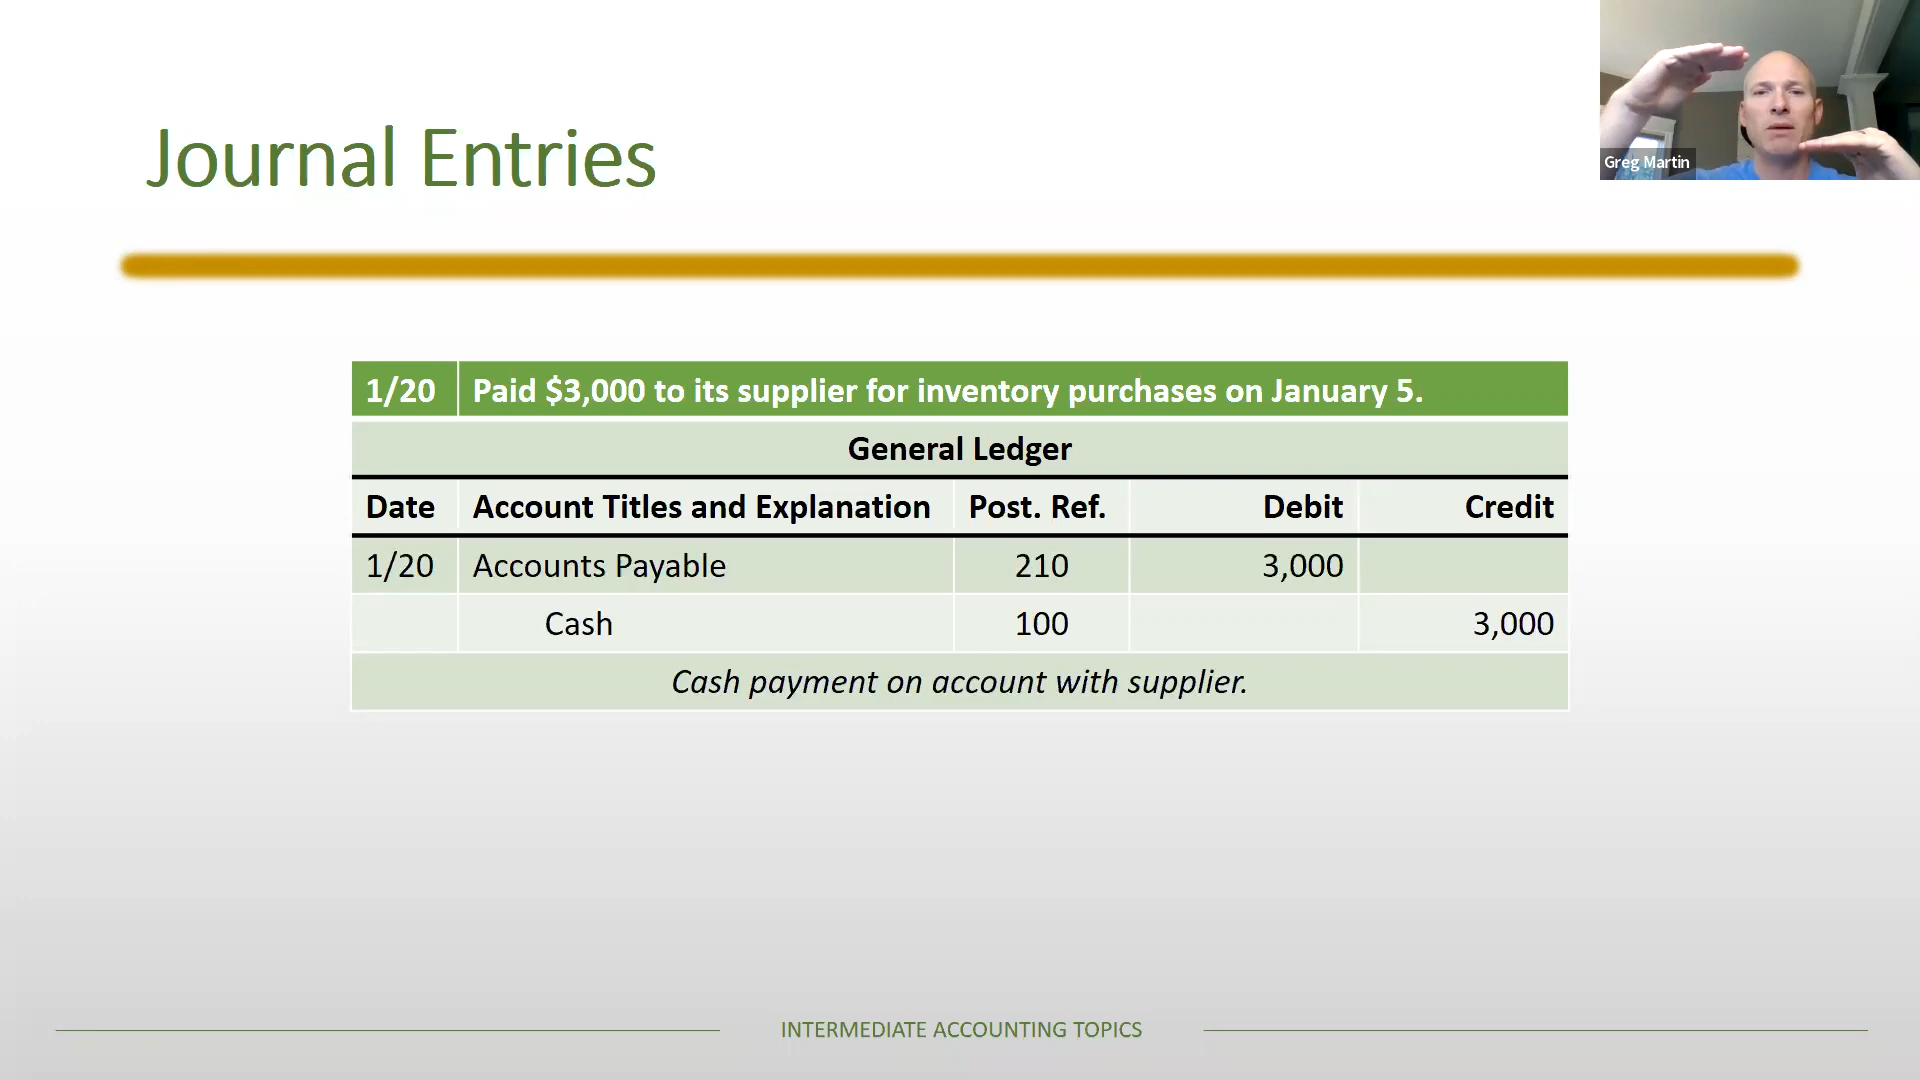 Journal Entries
Greg Martin
1/20 Paid $3,000 to its supplier for inventory purchases on January 5.
General Ledger
Date Account Titles and Explanation Post. Ref. Debit Credit
1/20 Accounts Payable 210 3,000
Cash 100 3,000
Cash payment on account with supplier.
INTERMEDIATE ACCOUNTING TOPICS